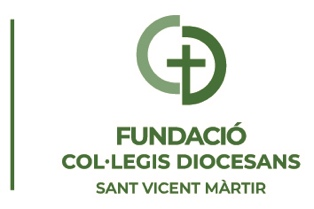 FUNDACIÓ
COL·LEGIS DIOCESANS
SANT VICENT MÀRTIR